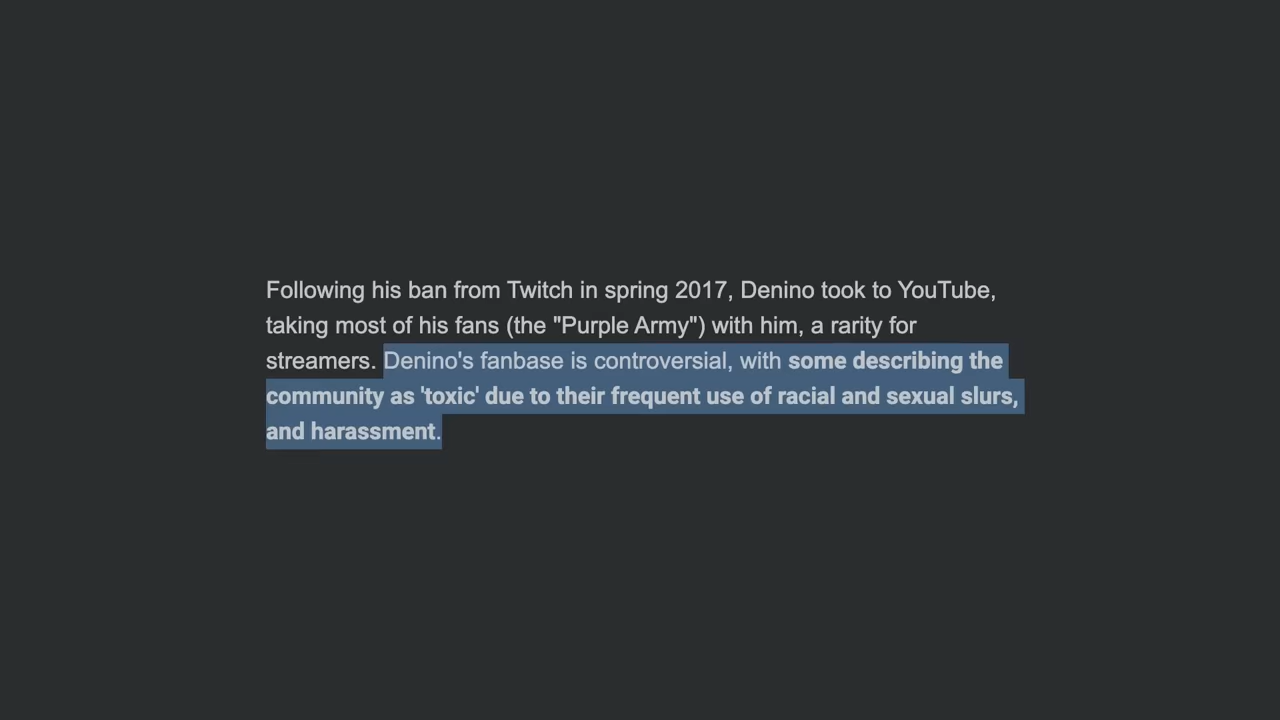 Following his ban from Twitch in spring 2017, Denino took to YouTube,
taking most of his fans (the "Purple Army") with him, a rarity for
streamers. Denino's fanbase is controversial, with some describing the
community as 'toxic' due to their frequent use of racial and sexual slurs,
and harassment.